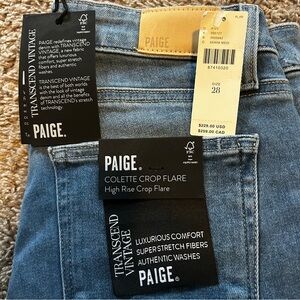 TRANSCEND VINTAGE
PAIGE redefines vintage
denim with TRANSCEND
VINTAGE, a new fabric
that offers luxurious
comfort, super stretch
fibers and authentic
washes.
TRANSCEND VINTAGE
is the best of both worlds
with the look of vintage
denim and all the benefits
of TRANSCEND's stretch
technology.
PAIGE.
PAIGE
SIZE
28
$229.00 USD
$259.00 CAD
PAIGE.
COLETTE CROP FLARE
High Rise Crop Flare
TRANSCEND
VINTAGE
LUXURIOUS COMFORT
SUPER STRETCH FIBERS
AUTHENTIC WASHES
PAIGE.